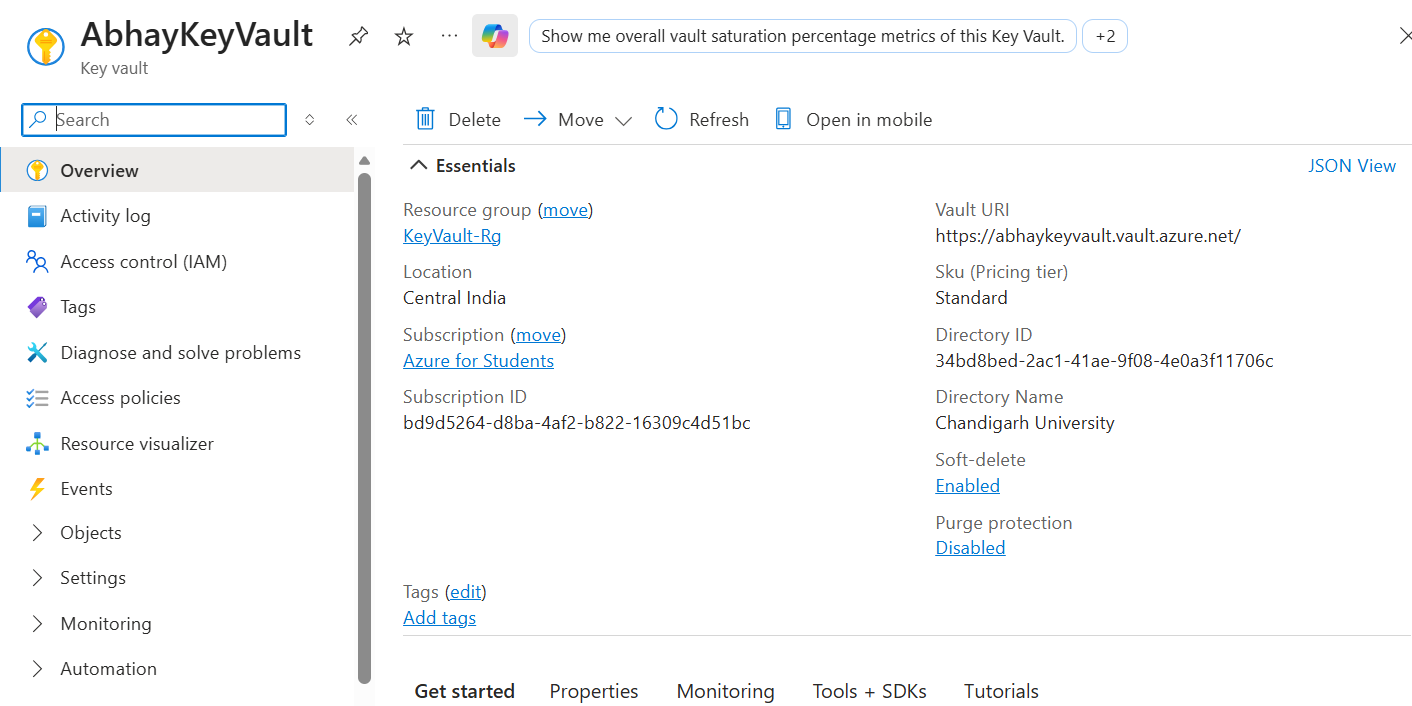 AbhayKeyVault
Key vault
Show me overall vault saturation percentage metrics of this Key Vault.
+2
Search
Overview
Activity log
Access control (IAM)
Tags
Diagnose and solve problems
Access policies
Resource visualizer
Events
Objects
Settings
Monitoring
Automation
Delete
Move
Refresh
Open in mobile
Essentials
JSON View
Resource group (move)
KeyVault-Rg
Location
Central India
Subscription (move)
Azure for Students
Subscription ID
bd9d5264-d8ba-4af2-b822-16309c4d51bc
Vault URI
https://abhaykeyvault.vault.azure.net/
Sku (Pricing tier)
Standard
Directory ID
34bd8bed-2ac1-41ae-9f08-4e0a3f11706c
Directory Name
Chandigarh University
Soft-delete
Enabled
Purge protection
Disabled
Tags (edit)
Add tags
Get started
Properties
Monitoring
Tools + SDKs
Tutorials